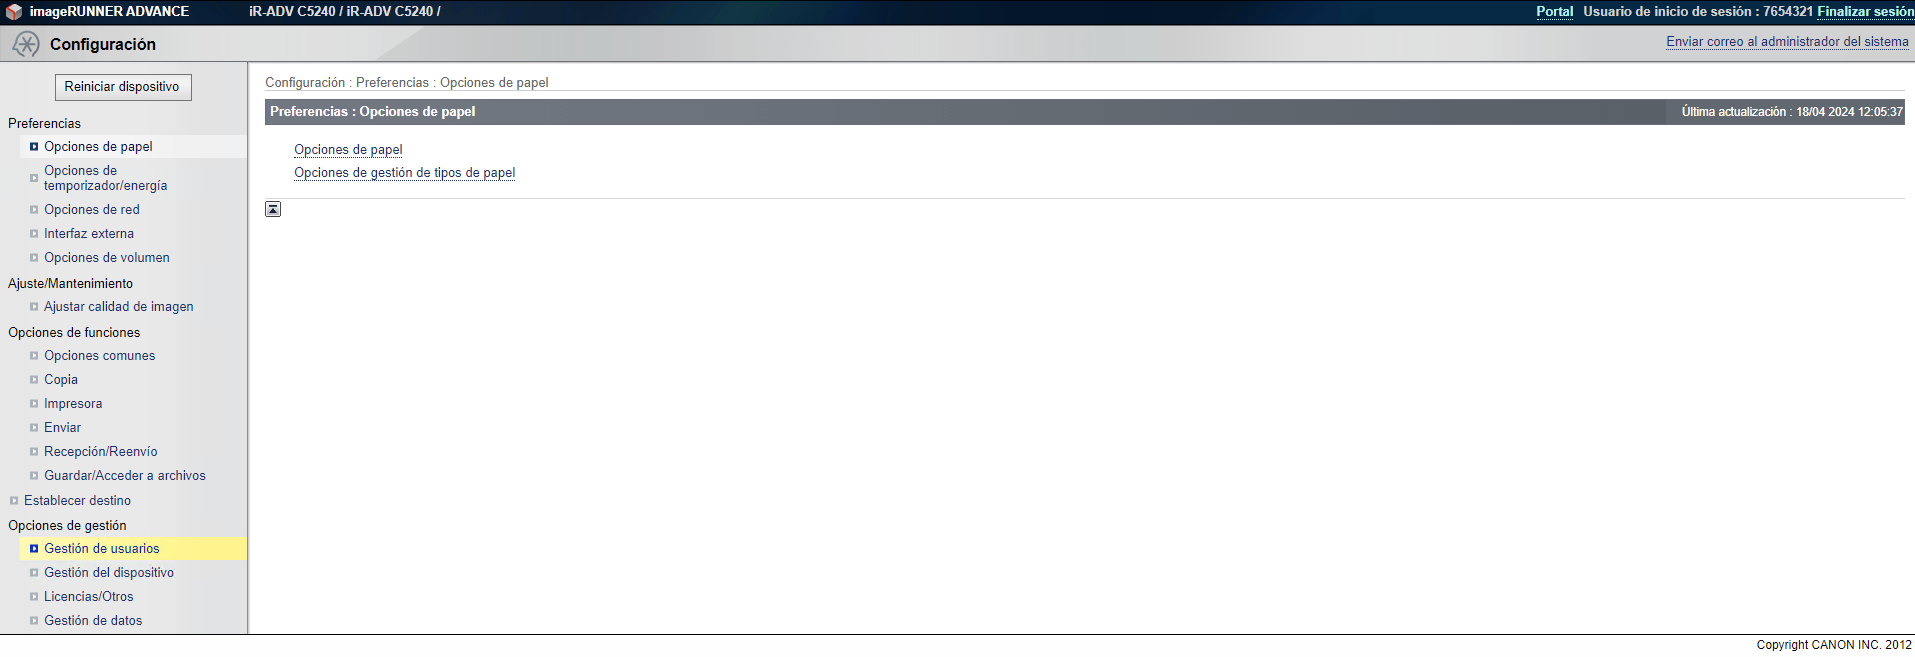 imageRUNNER ADVANCE iR-ADV C5240 / iR-ADV C5240 / Portal Usuario de inicio de sesión : 7654321 Finalizar sesión
Configuración Enviar correo al administrador del sistema
Reiniciar dispositivo
Preferencias
Opciones de papel
Opciones de
temporizador/energía
Opciones de red
Interfaz externa
Opciones de volumen
Ajuste/Mantenimiento
Ajustar calidad de imagen
Opciones de funciones
Opciones comunes
Copia
Impresora
Enviar
Recepción/Reenvío
Guardar/Acceder a archivos
Establecer destino
Opciones de gestión
Gestión de usuarios
Gestión del dispositivo
Licencias/Otros
Gestión de datos
Configuración : Preferencias : Opciones de papel
Preferencias : Opciones de papel Última actualización : 18/04 2024 12:05:37
Opciones de papel
Opciones de gestión de tipos de papel
Copyright CANON INC. 2012